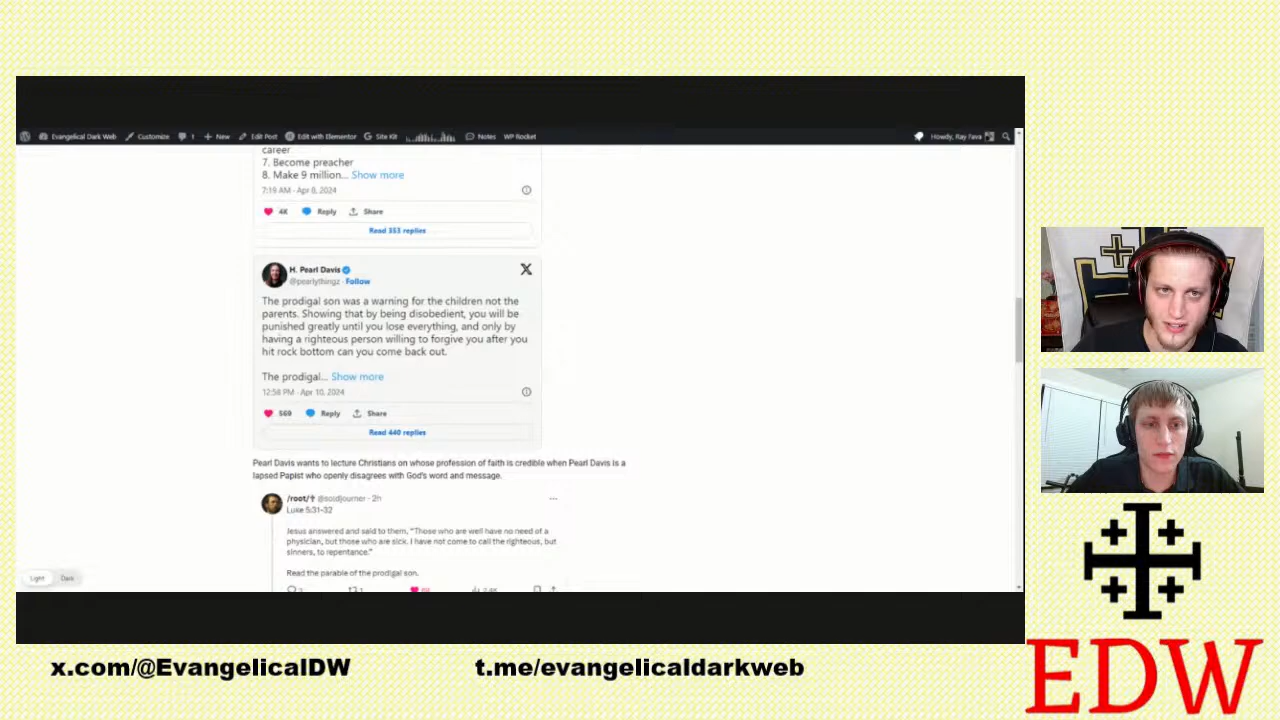 Evangelical Dark Web Customize 1 New Edit Post Edit with Elementor Site Kit Notes WP Rocket Howdy, Ray Fava
career
7. Become preacher
8. Make 9 million... Show more
7:19 AM · Apr 8, 2024
4K Reply Share
Read 353 replies
H. Pearl Davis
@pearlythingz · Follow
The prodigal son was a warning for the children not the
parents. Showing that by being disobedient, you will be
punished greatly until you lose everything, and only by
having a righteous person willing to forgive you after you
hit rock bottom can you come back out.
The prodigal... Show more
12:58 PM · Apr 10, 2024
569 Reply Share
Read 440 replies
Pearl Davis wants to lecture Christians on whose profession of faith is credible when Pearl Davis is a
lapsed Papist who openly disagrees with God's word and message.
/root/✝ @soldjourner · 2h
Luke 5:31-32
Jesus answered and said to them, "Those who are well have no need of a
physician, but those who are sick. I have not come to call the righteous, but
sinners, to repentance."
Read the parable of the prodigal son.
Light Dark
x.com/@EvangelicalDW
t.me/evangelicaldarkweb
EDW